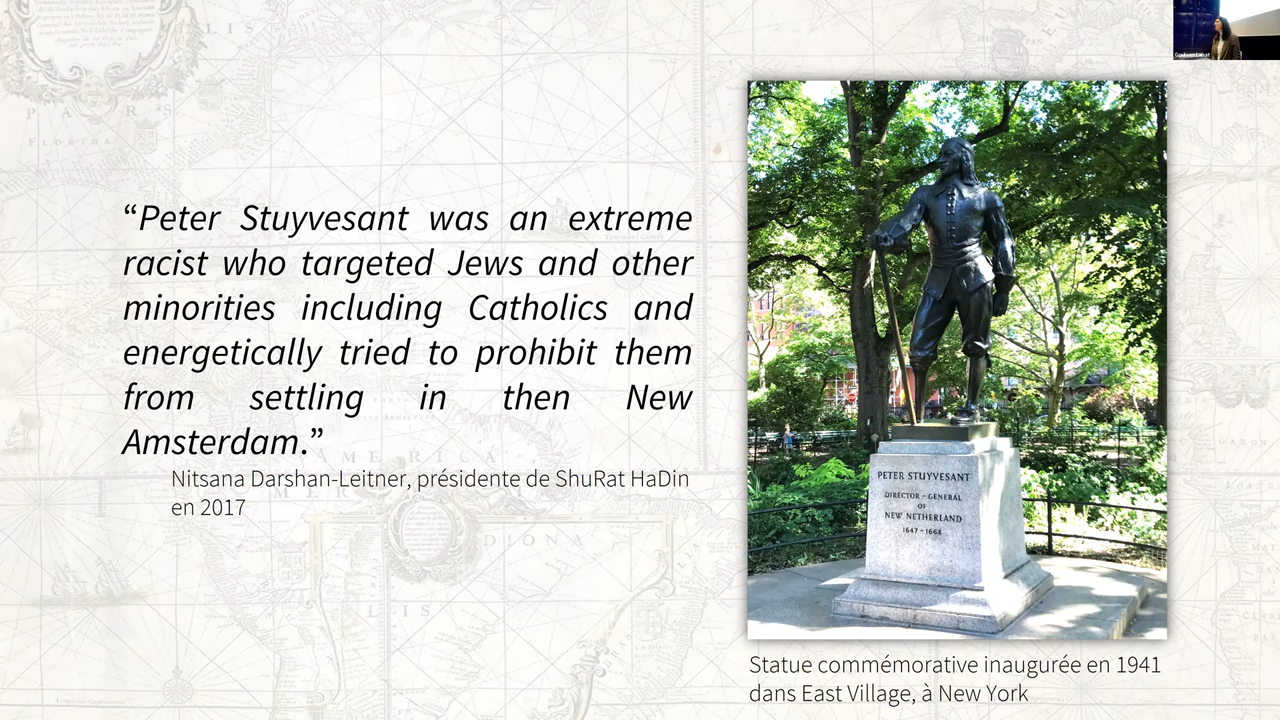 “Peter Stuyvesant was an extreme
racist who targeted Jews and other
minorities including Catholics and
energetically tried to prohibit them
from settling in then New
Amsterdam.”
Nitsana Darshan-Leitner, présidente de ShuRat HaDin
en 2017
PETER STUYVESANT
DIRECTOR - GENERAL
OF
NEW NETHERLAND
1647 - 1664
Statue commémorative inaugurée en 1941
dans East Village, à New York